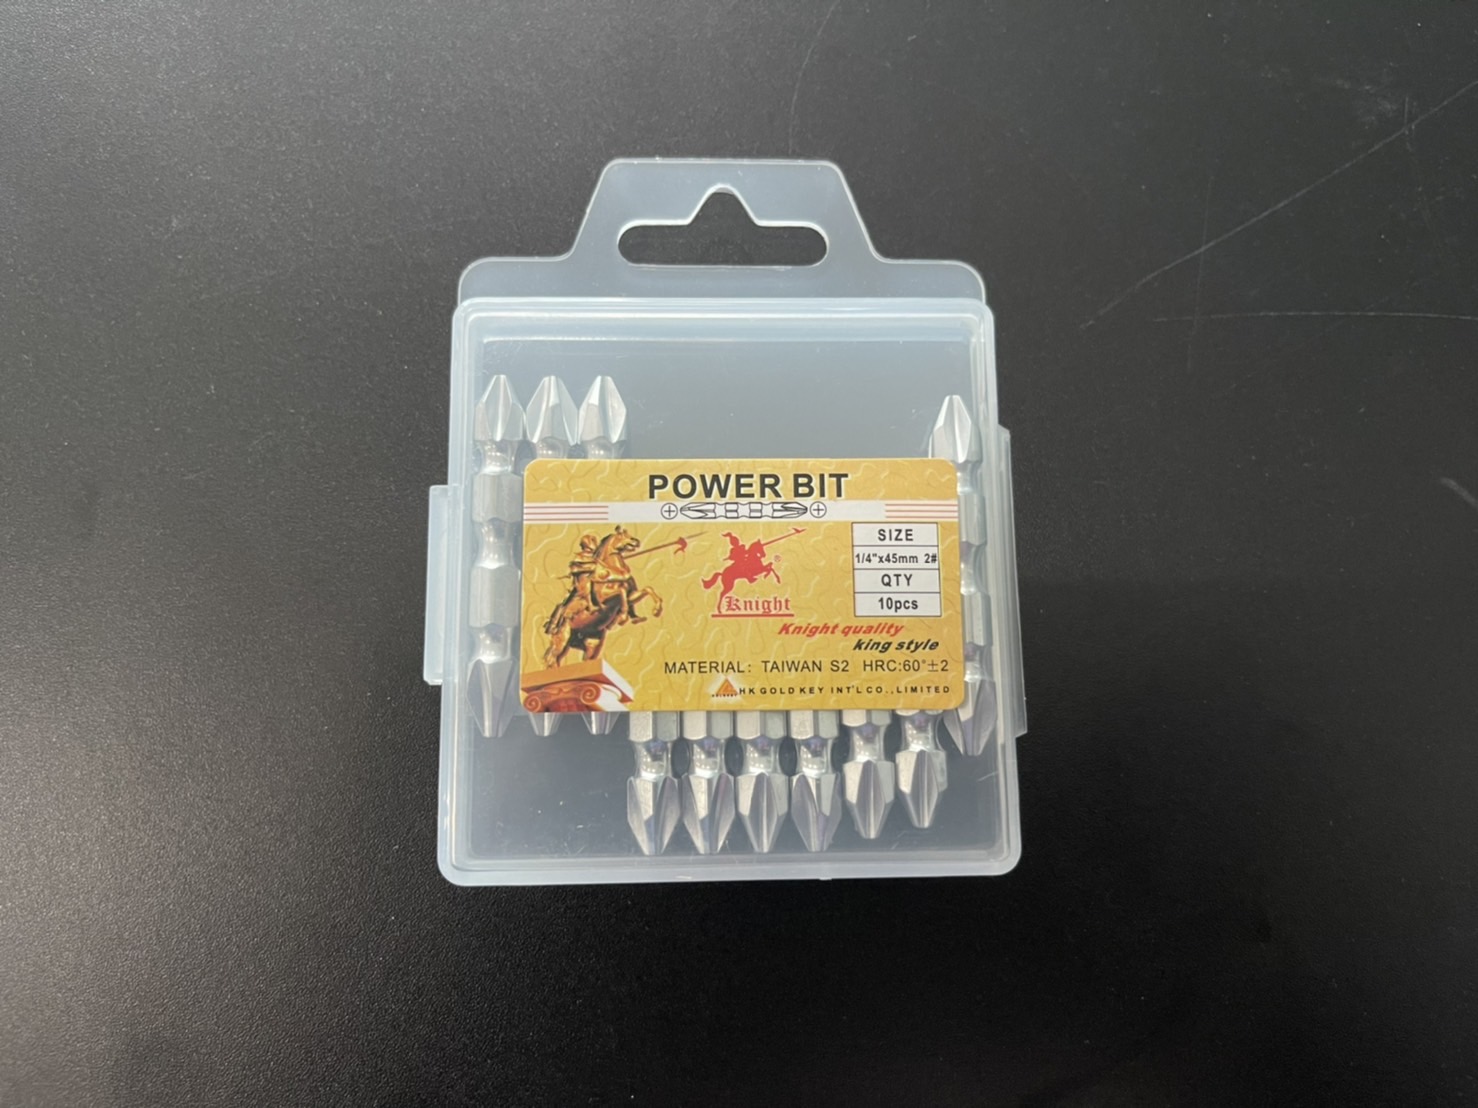 POWER BIT
SIZE
1/4"x45mm 2#
QTY
10pcs
®
Knight
Knight quality
king style
MATERIAL: TAIWAN S2 HRC:60°±2
HK GOLD KEY INT'L CO., LIMITED